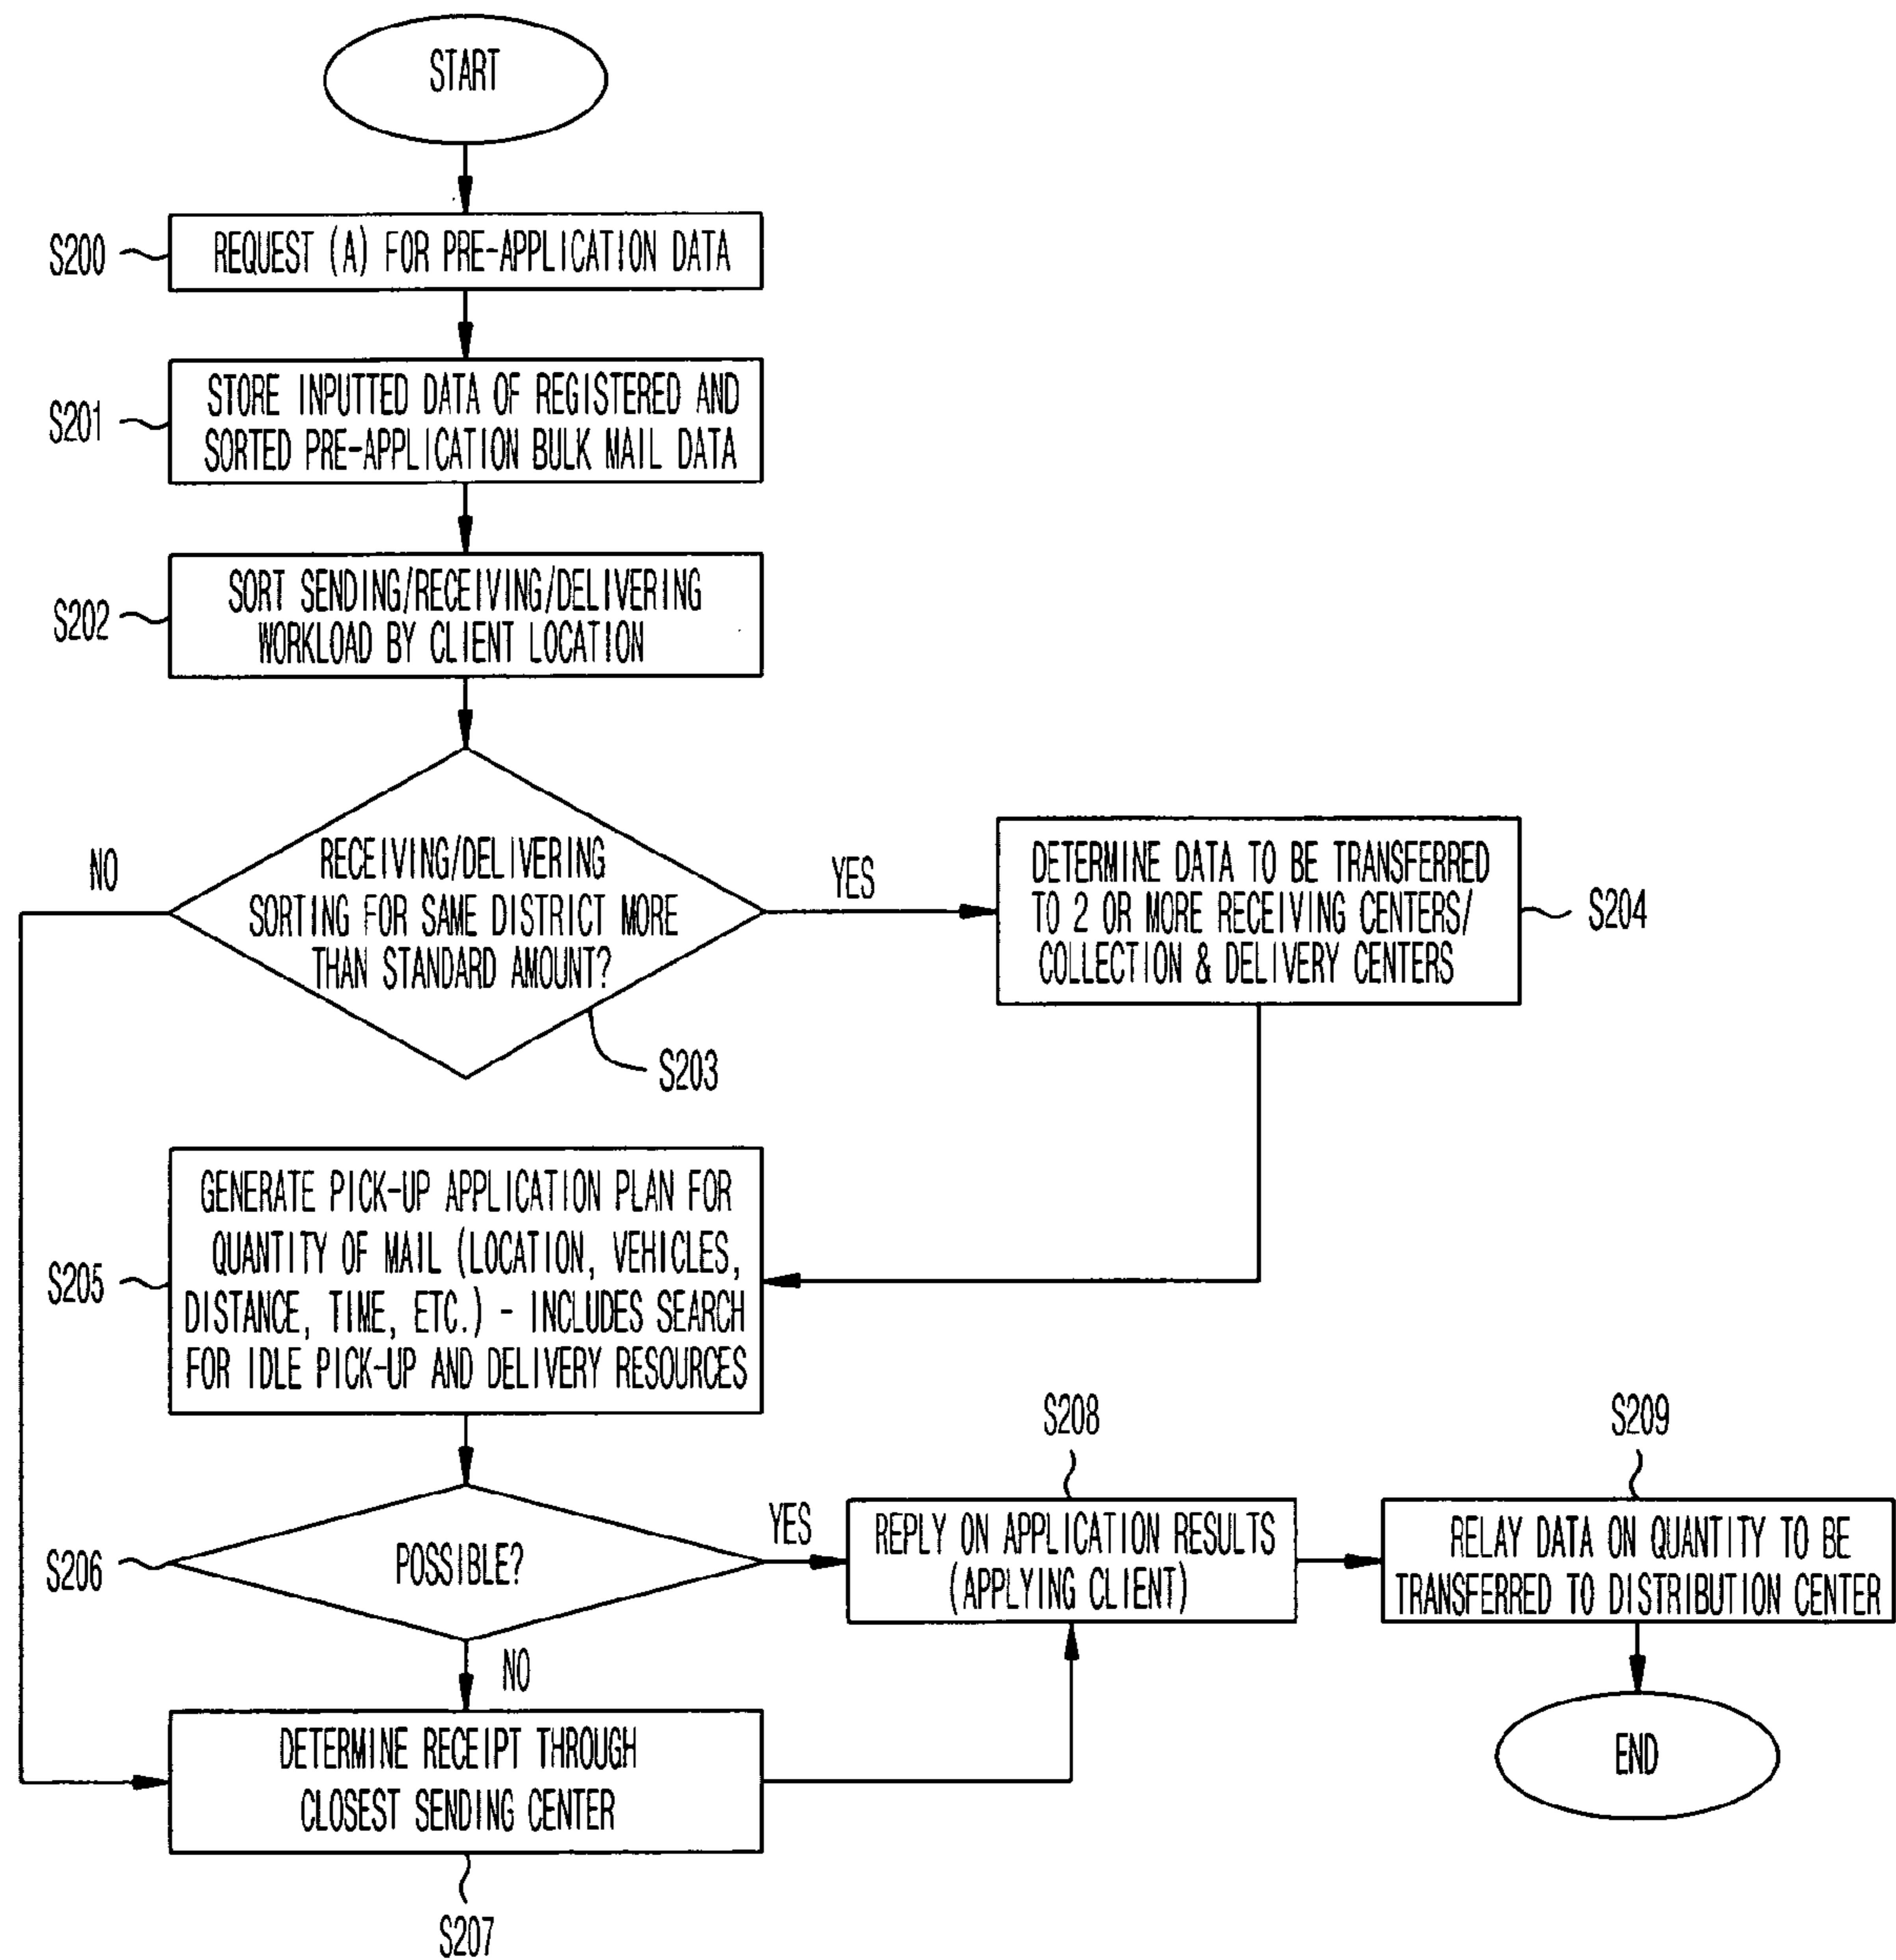 START
S200
REQUEST (A) FOR PRE-APPLICATION DATA
S201
STORE INPUTTED DATA OF REGISTERED AND
SORTED PRE-APPLICATION BULK MAIL DATA
S202
SORT SENDING/RECEIVING/DELIVERING
WORKLOAD BY CLIENT LOCATION
NO
RECEIVING/DELIVERING
SORTING FOR SAME DISTRICT MORE
THAN STANDARD AMOUNT?
YES
S203
DETERMINE DATA TO BE TRANSFERRED
TO 2 OR MORE RECEIVING CENTERS/
COLLECTION & DELIVERY CENTERS
S204
S205
GENERATE PICK-UP APPLICATION PLAN FOR
QUANTITY OF MAIL (LOCATION, VEHICLES,
DISTANCE, TIME, ETC.) - INCLUDES SEARCH
FOR IDLE PICK-UP AND DELIVERY RESOURCES
S206
POSSIBLE?
YES
NO
S208
REPLY ON APPLICATION RESULTS
(APPLYING CLIENT)
S209
RELAY DATA ON QUANTITY TO BE
TRANSFERRED TO DISTRIBUTION CENTER
DETERMINE RECEIPT THROUGH
CLOSEST SENDING CENTER
S207
END